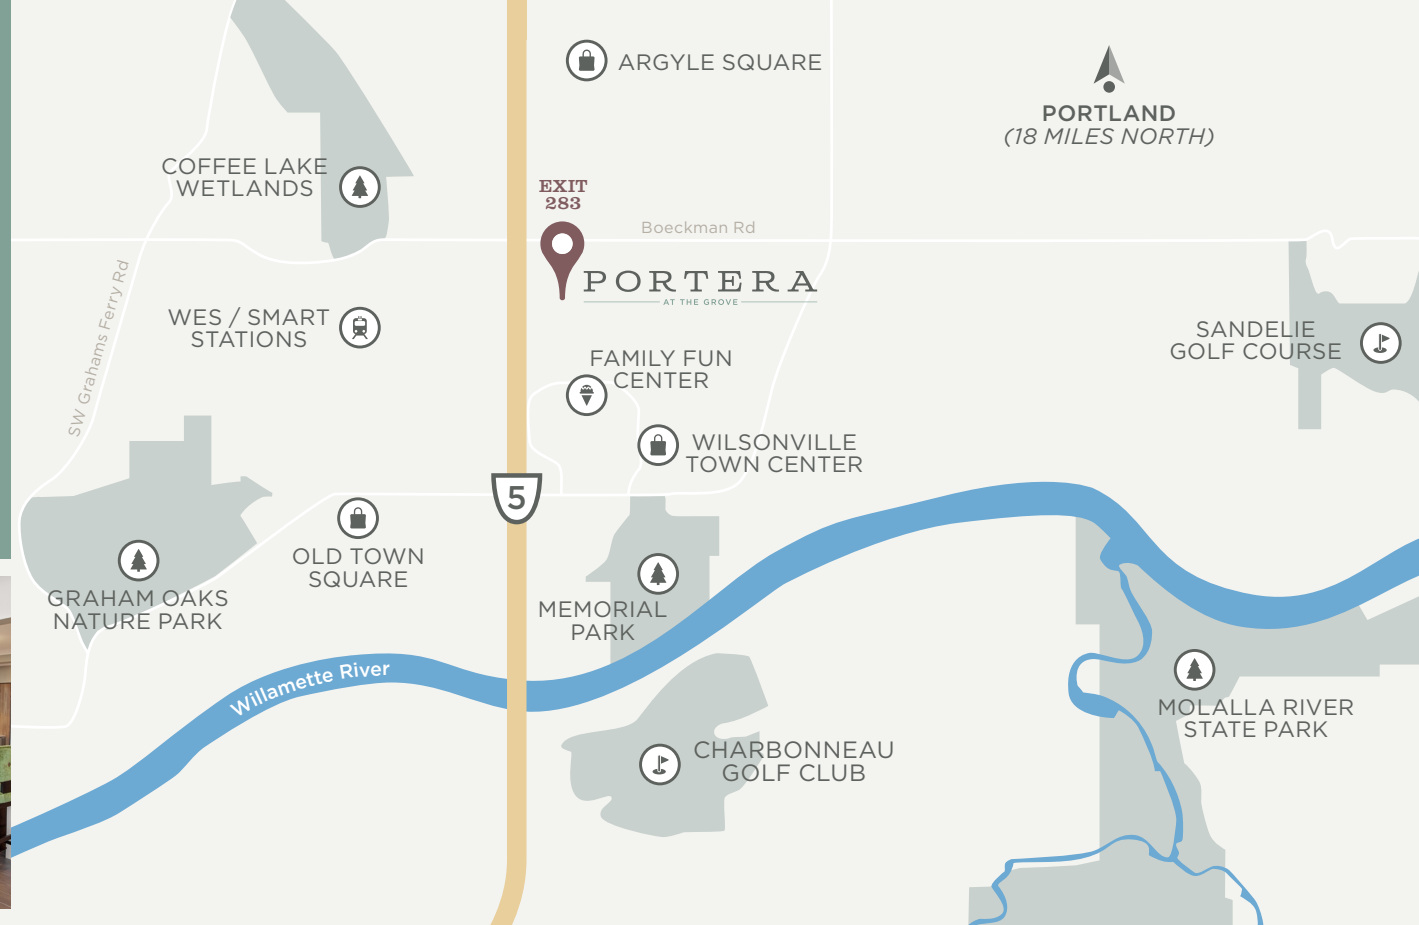 ARGYLE SQUARE
PORTLAND
(18 MILES NORTH)
COFFEE LAKE
WETLANDS
EXIT
283
Boeckman Rd
PORTERA
AT THE GROVE
SW Grahams Ferry Rd
WES / SMART
STATIONS
SANDELIE
GOLF COURSE
FAMILY FUN
CENTER
WILSONVILLE
TOWN CENTER
5
OLD TOWN
SQUARE
GRAHAM OAKS
NATURE PARK
MEMORIAL
PARK
Willamette River
MOLALLA RIVER
STATE PARK
CHARBONNEAU
GOLF CLUB